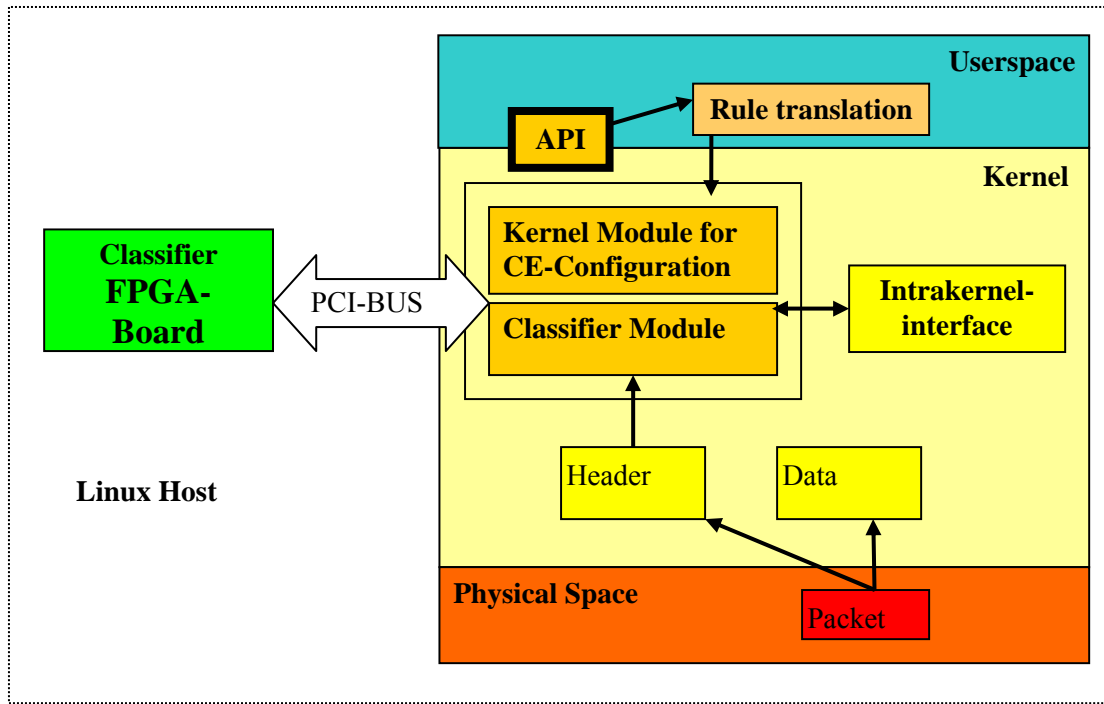 Userspace
Rule translation
API
Kernel
Kernel Module for
CE-Configuration
Classifier
FPGA-
Board
PCI-BUS
Classifier Module
Intrakernel-
interface
Header
Data
Linux Host
Physical Space
Packet